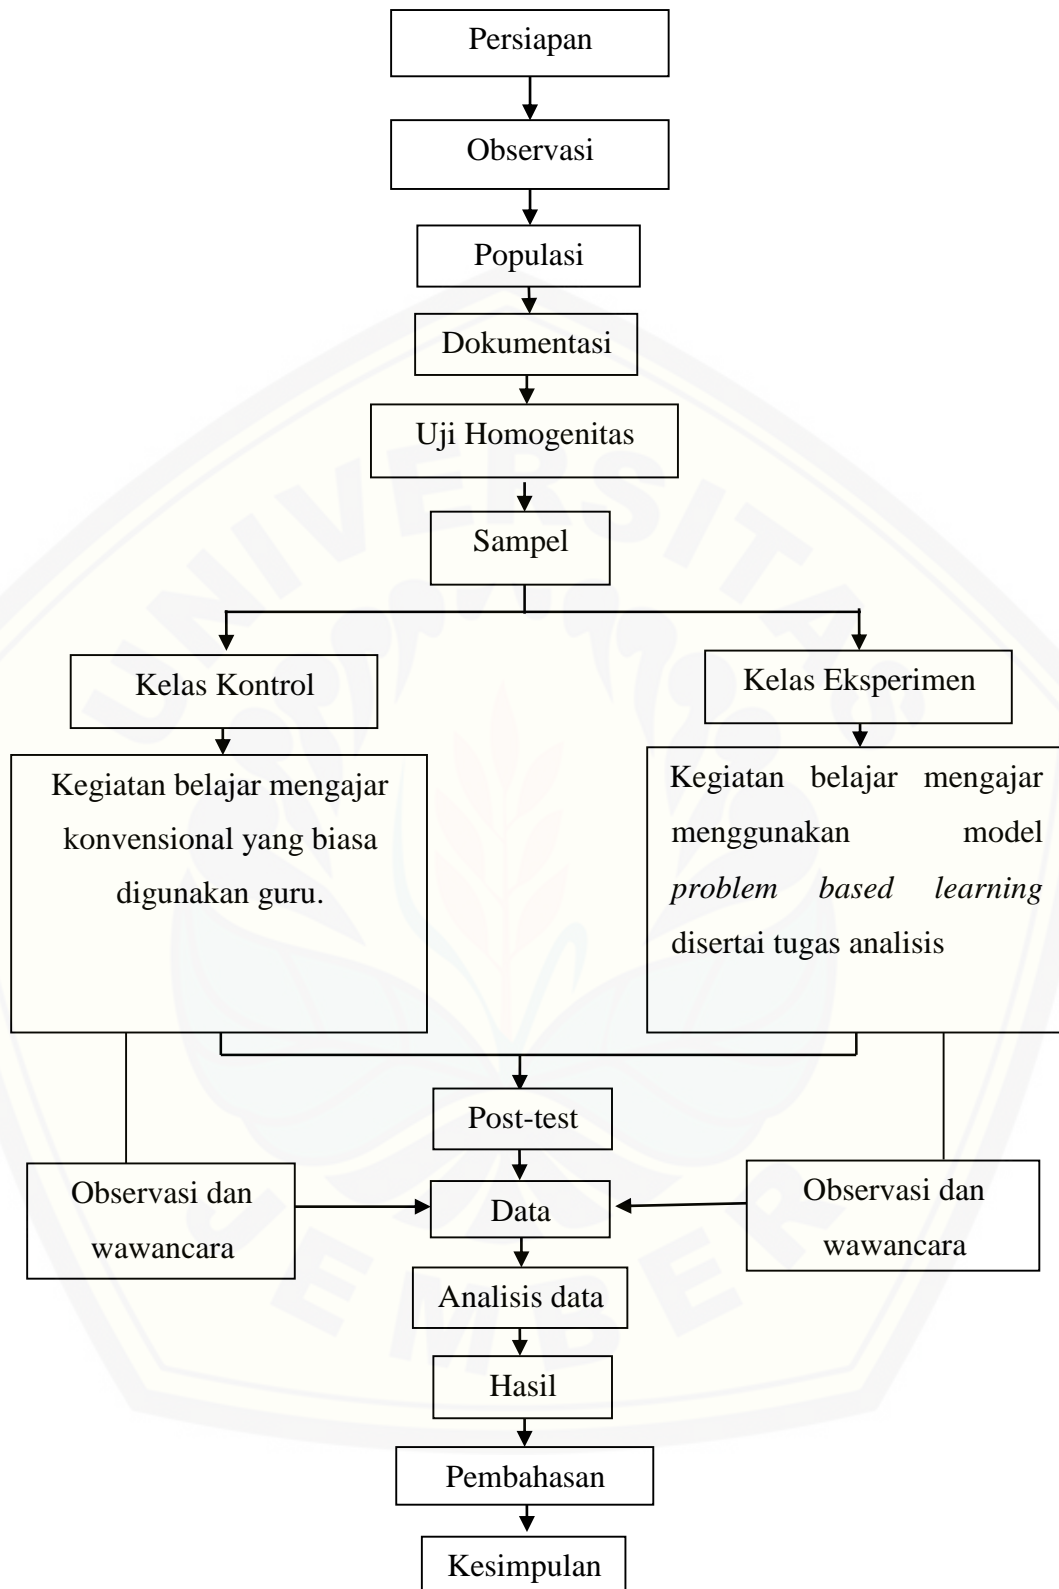 Persiapan
Observasi
Populasi
Dokumentasi
Uji Homogenitas
Sampel
Kelas Kontrol
Kelas Eksperimen
Kegiatan belajar mengajar
konvensional yang biasa
digunakan guru.
Kegiatan belajar mengajar
menggunakan model
problem based learning
disertai tugas analisis
Post-test
Observasi dan
wawancara
Data
Observasi dan
wawancara
Analisis data
Hasil
Pembahasan
Kesimpulan
UNIVERSITAS
JEMBER